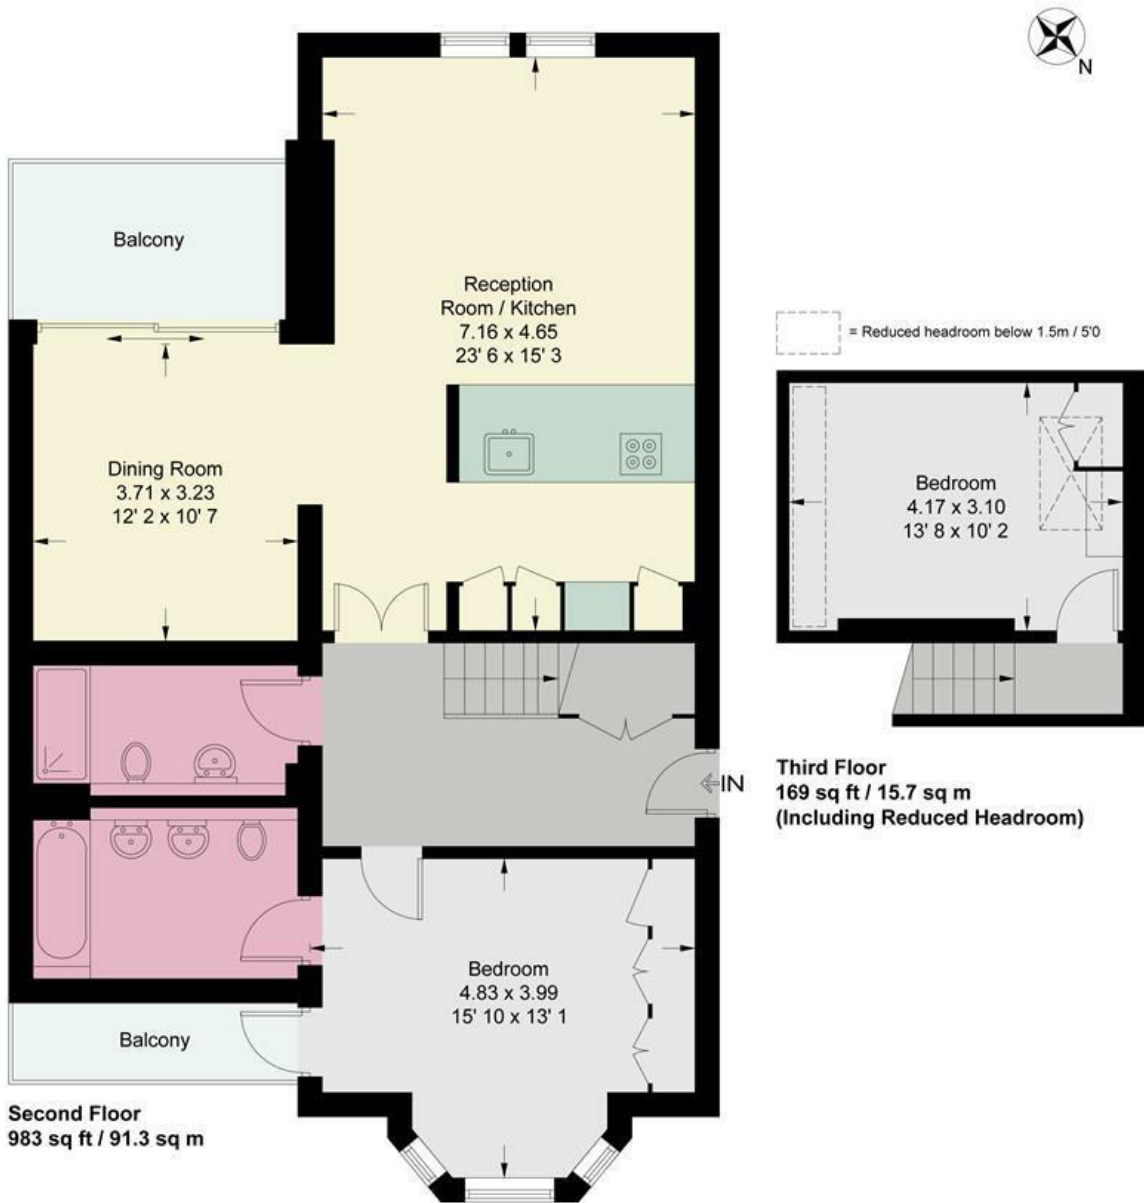 N
Balcony
Reception
Room / Kitchen
7.16 x 4.65
23' 6 x 15' 3
= Reduced headroom below 1.5m / 5'0
Dining Room
3.71 x 3.23
12' 2 x 10' 7
Bedroom
4.17 x 3.10
13' 8 x 10' 2
IN
Third Floor
169 sq ft / 15.7 sq m
(Including Reduced Headroom)
Bedroom
4.83 x 3.99
15' 10 x 13' 1
Balcony
Second Floor
983 sq ft / 91.3 sq m